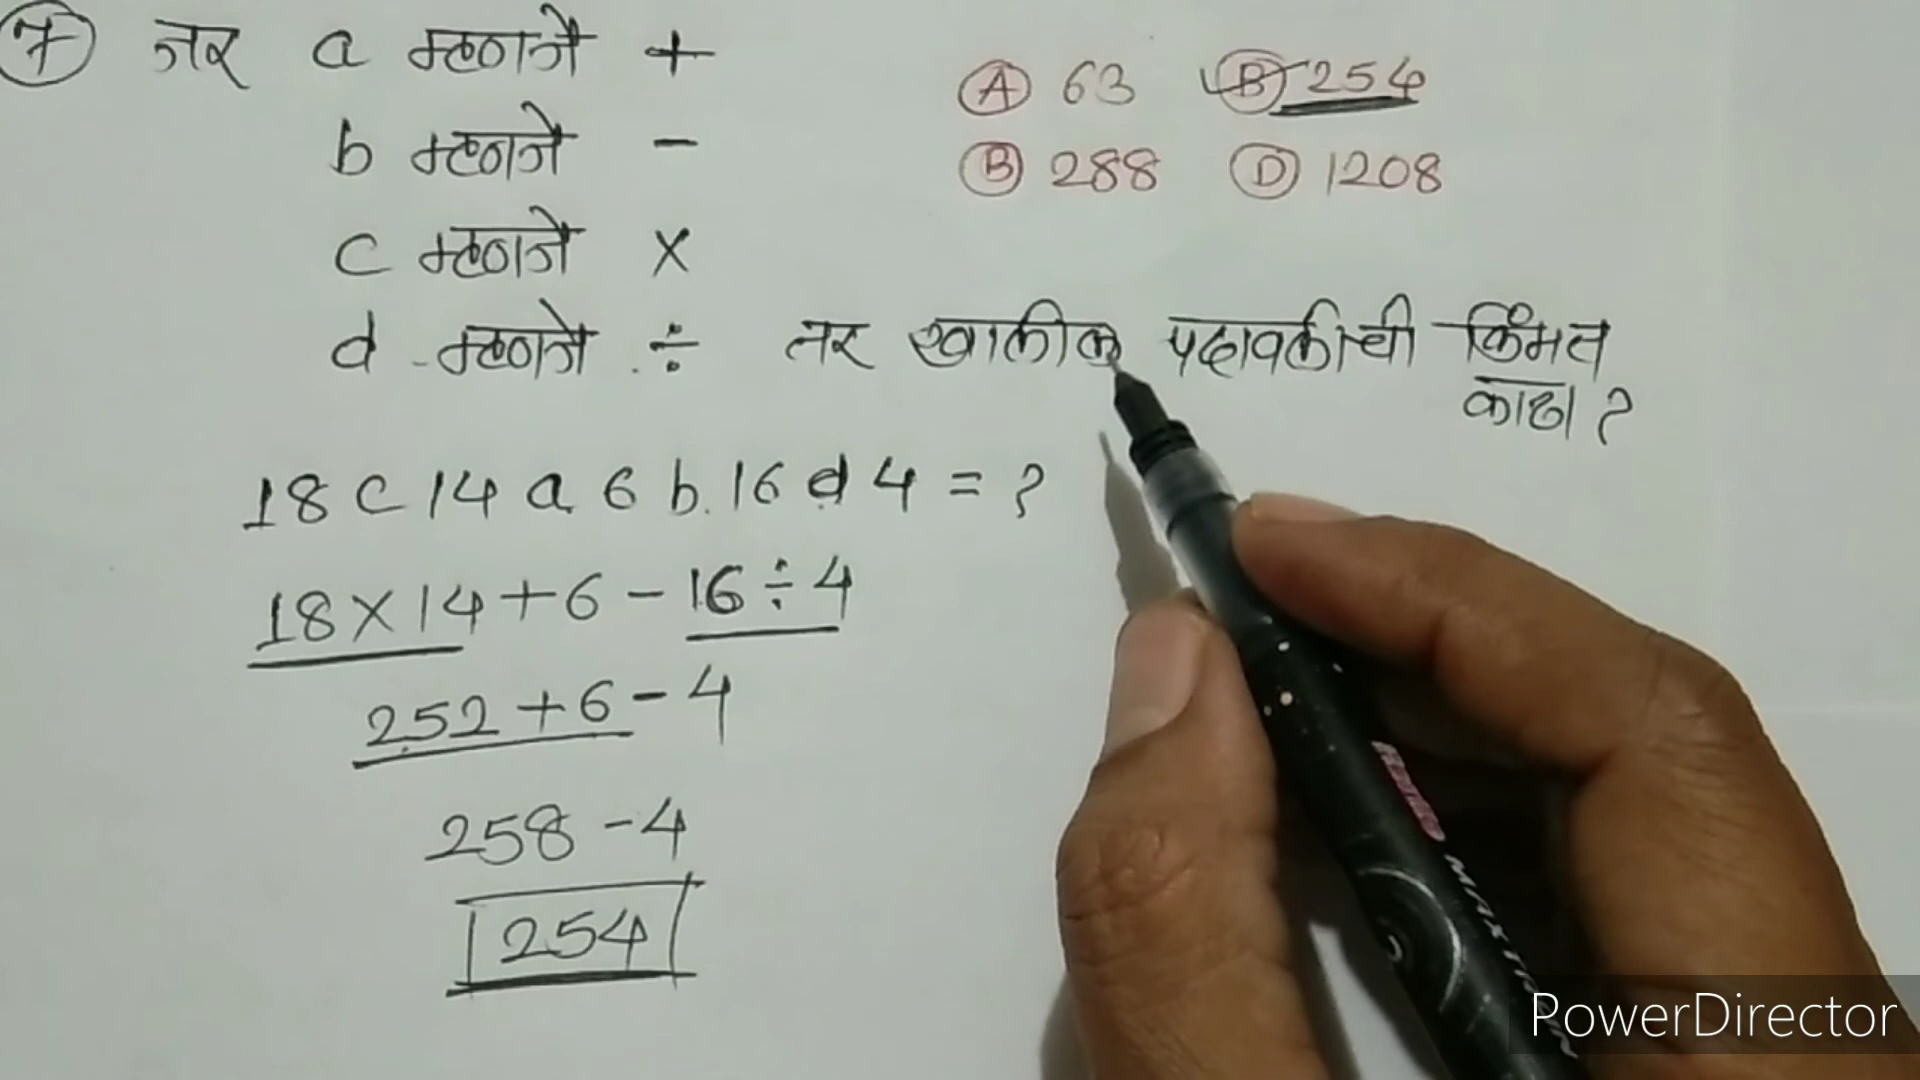 7 जर a म्हणजे +
b म्हणजे -
c म्हणजे ×
d म्हणजे ÷ तर खालील पदावलीची किंमत
काढा ?
A 63 B 254
B 288 D 1208
18 c 14 a 6 b 16 d 4 = ?
18 × 14 + 6 - 16 ÷ 4
252 + 6 - 4
258 - 4
254
PowerDirector